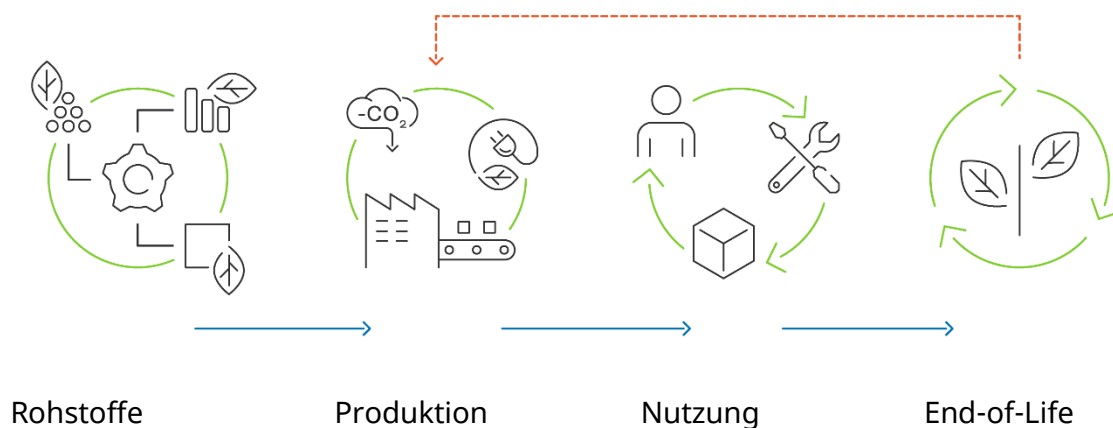 -CO₂
Rohstoffe
Produktion
Nutzung
End-of-Life